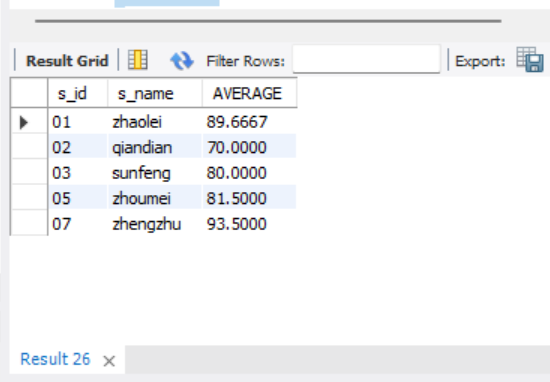 Result Grid Filter Rows: Export:
s_id s_name AVERAGE
01 zhaolei 89.6667
02 qiandian 70.0000
03 sunfeng 80.0000
05 zhoumei 81.5000
07 zhengzhu 93.5000
Result 26 ×